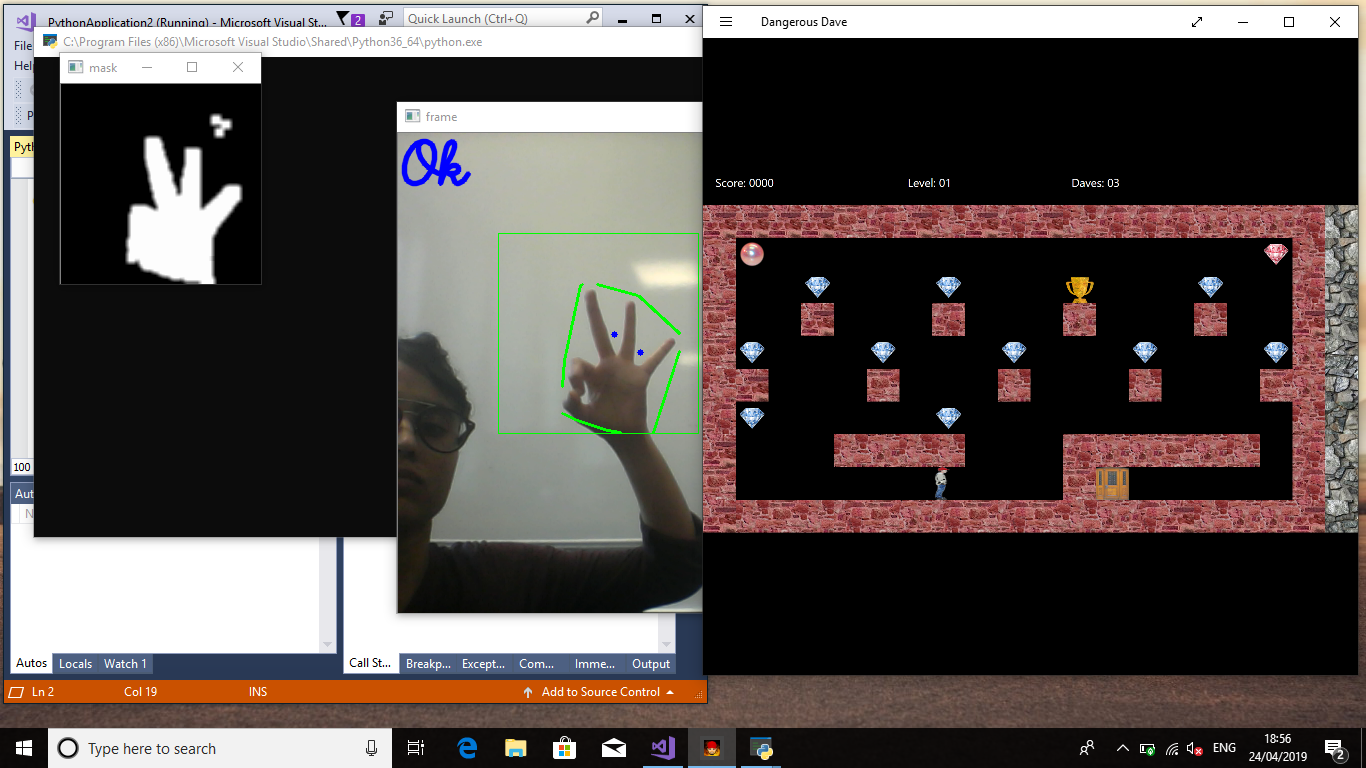 PythonApplication2 (Running) - Microsoft Visual St...
2
Quick Launch (Ctrl+Q)
File
C:\Program Files (x86)\Microsoft Visual Studio\Shared\Python36_64\python.exe
mask
frame
Ok
100
Autos
Locals
Watch 1
Call St...
Breakp...
Except...
Com...
Imme...
Output
Ln 2
Col 19
INS
Add to Source Control
Dangerous Dave
Score: 0000
Level: 01
Daves: 03
Type here to search
ENG
18:56
24/04/2019
2